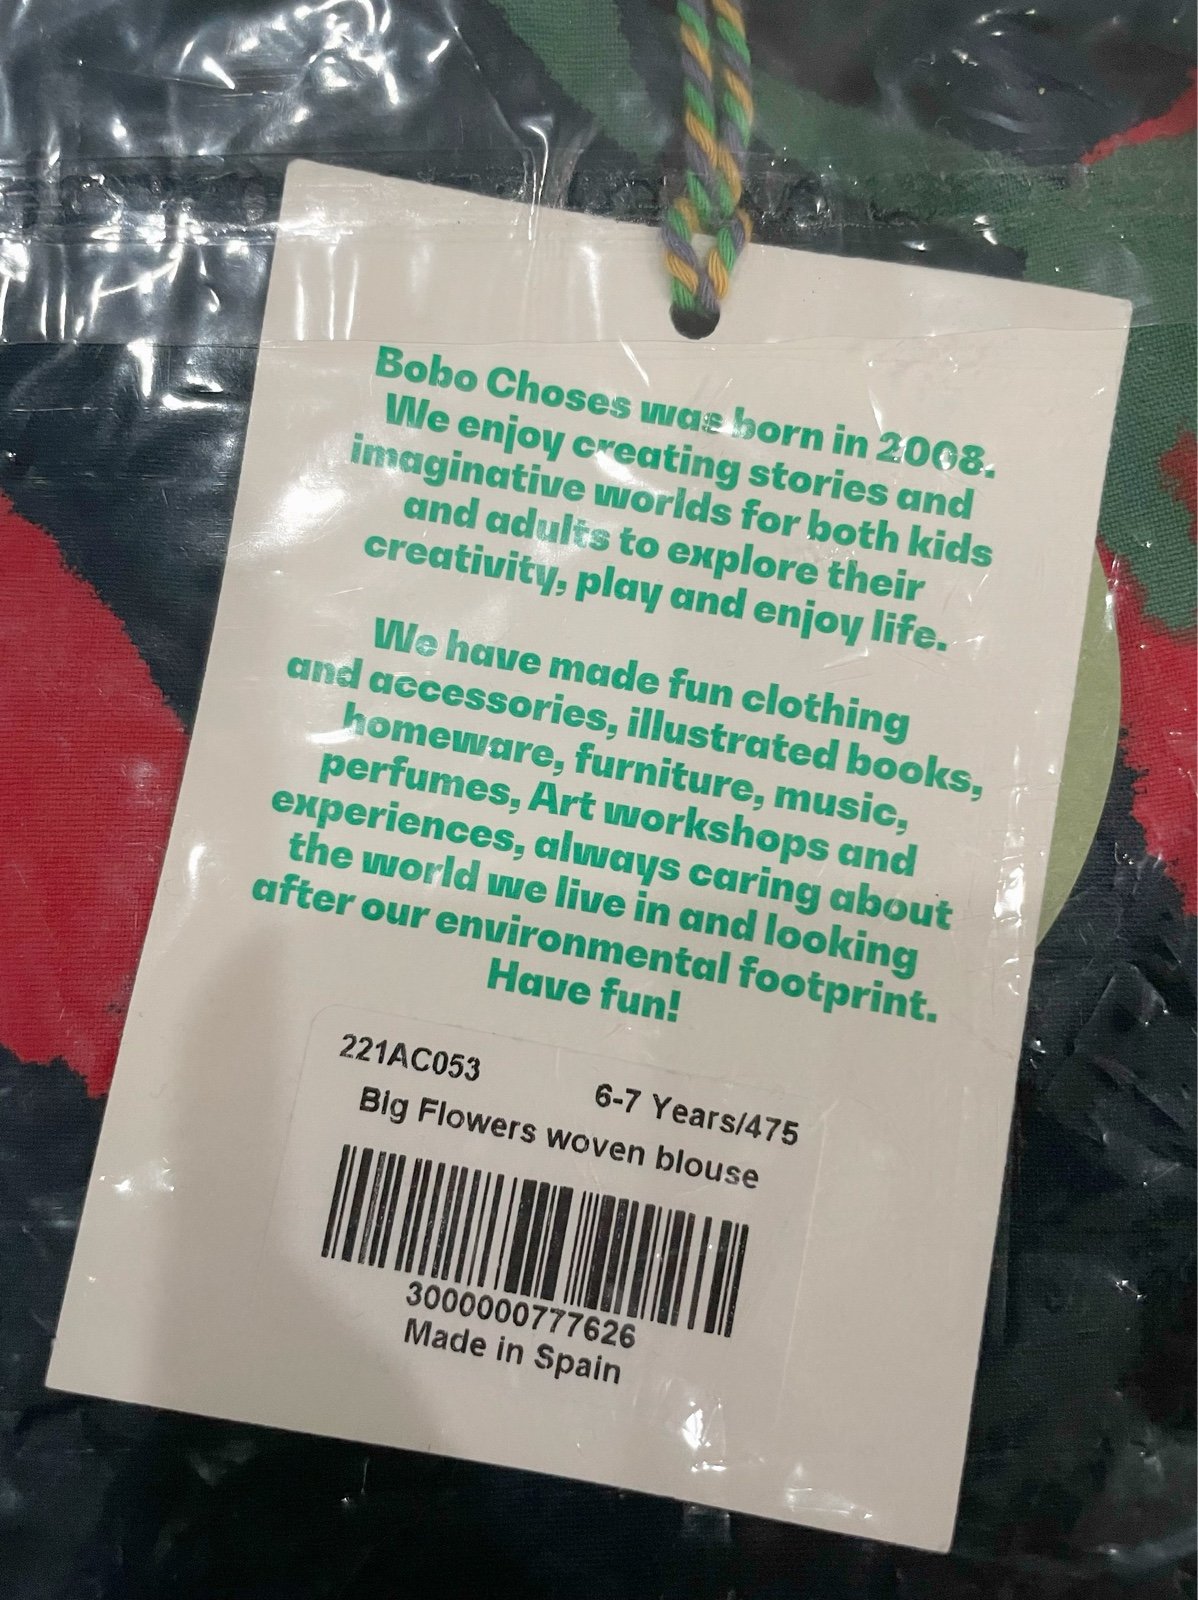 Bobo Choses was born in 2008.
We enjoy creating stories and
imaginative worlds for both kids
and adults to explore their
creativity, play and enjoy life.
We have made fun clothing
and accessories, illustrated books,
homeware, furniture, music,
perfumes, Art workshops and
experiences, always caring about
the world we live in and looking
after our environmental footprint.
Have fun!
221AC053
6-7 Years/475
Big Flowers woven blouse
3000000777626
Made in Spain